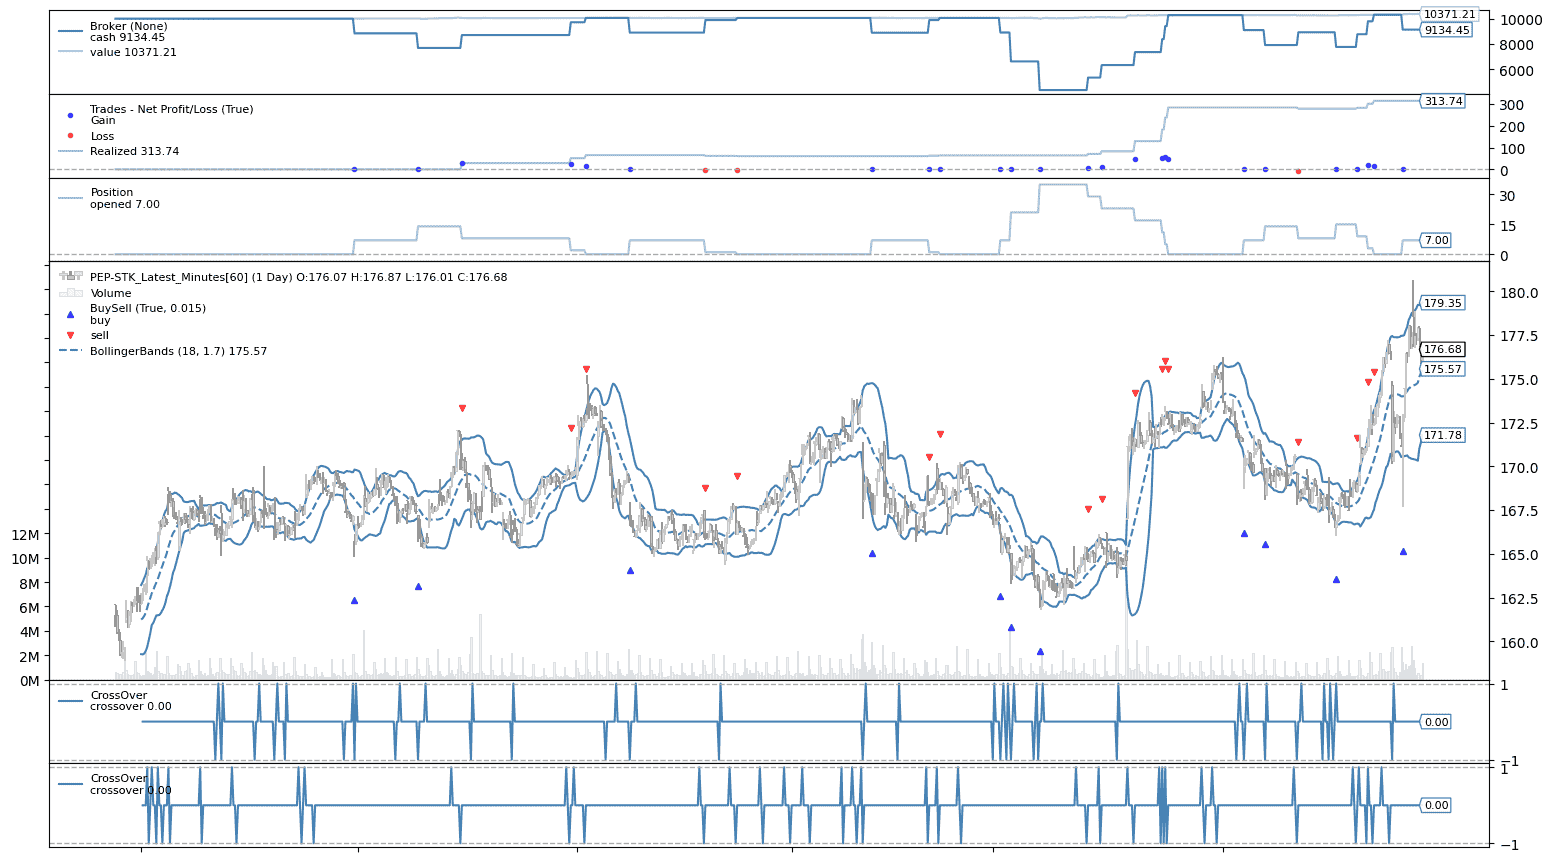 Broker (None)
cash 9134.45
value 10371.21
10371.21
10000
9134.45
8000
6000
Trades - Net Profit/Loss (True)
Gain
Loss
Realized 313.74
313.74
300
200
100
0
Position
opened 7.00
30
15
7.00
0
PEP-STK_Latest_Minutes[60] (1 Day) O:176.07 H:176.87 L:176.01 C:176.68
Volume
BuySell (True, 0.015)
buy
sell
BollingerBands (18, 1.7) 175.57
180.0
179.35
177.5
176.68
175.57
175.0
172.5
171.78
170.0
167.5
165.0
162.5
160.0
12M
10M
8M
6M
4M
2M
0M
CrossOver
crossover 0.00
1
0.00
−1
CrossOver
crossover 0.00
1
0.00
−1